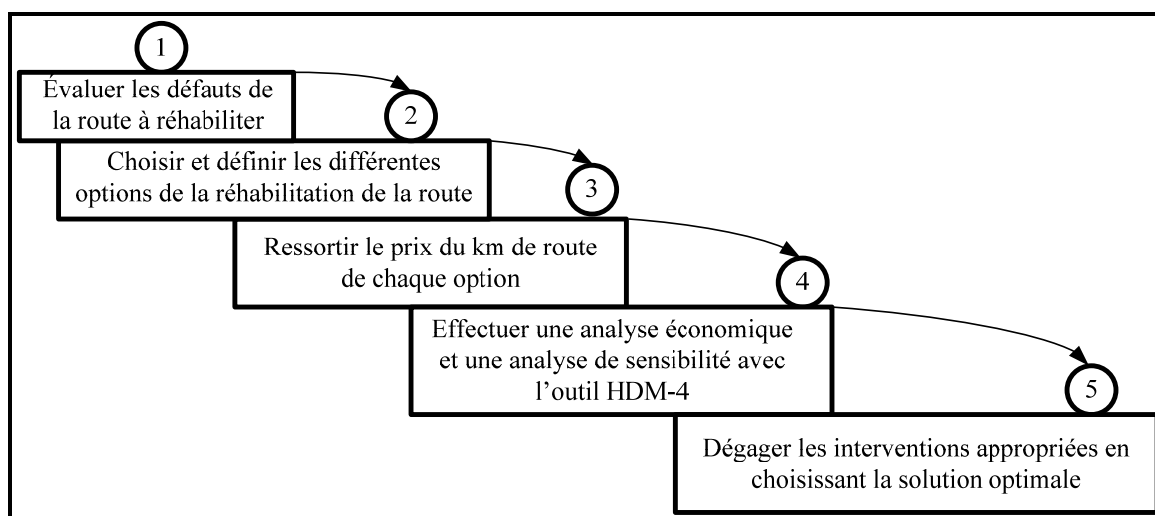 1
Évaluer les défauts de
la route à réhabiliter
2
Choisir et définir les différentes
options de la réhabilitation de la route
3
Ressortir le prix du km de route
de chaque option
4
Effectuer une analyse économique
et une analyse de sensibilité avec
l’outil HDM-4
5
Dégager les interventions appropriées en
choisissant la solution optimale